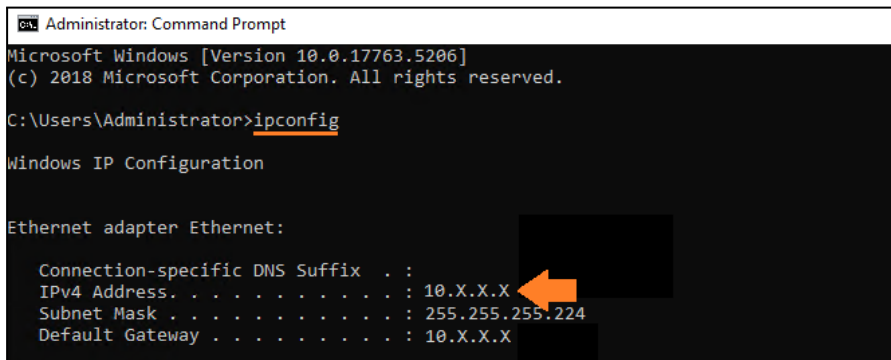 Administrator: Command Prompt
Microsoft Windows [Version 10.0.17763.5206]
(c) 2018 Microsoft Corporation. All rights reserved.
C:\Users\Administrator>ipconfig
Windows IP Configuration
Ethernet adapter Ethernet:
Connection-specific DNS Suffix . :
IPv4 Address. . . . . . . . . . . : 10.X.X.X
Subnet Mask . . . . . . . . . . . : 255.255.255.224
Default Gateway . . . . . . . . . : 10.X.X.X